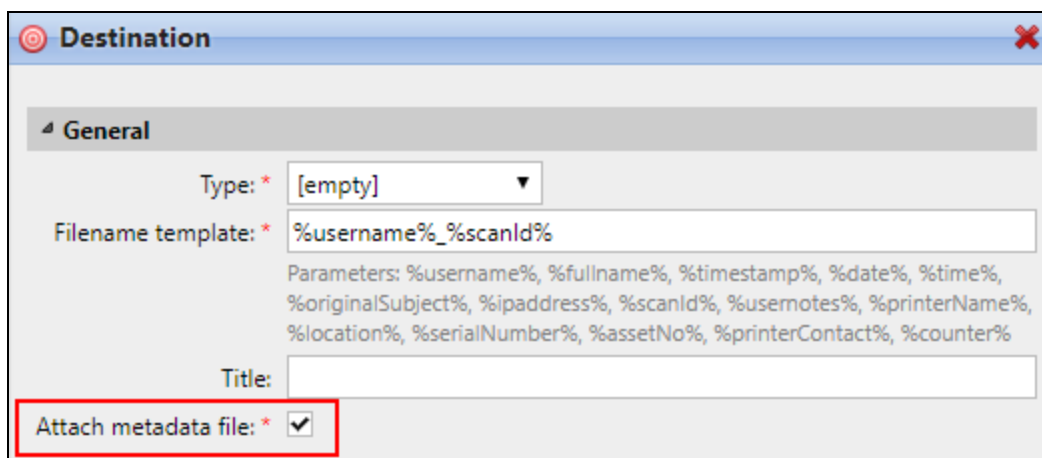 Destination
General
Type: * [empty]
Filename template: * %username%_%scanId%
Parameters: %username%, %fullname%, %timestamp%, %date%, %time%,
%originalSubject%, %ipaddress%, %scanId%, %usernotes%, %printerName%,
%location%, %serialNumber%, %assetNo%, %printerContact%, %counter%
Title:
Attach metadata file: *